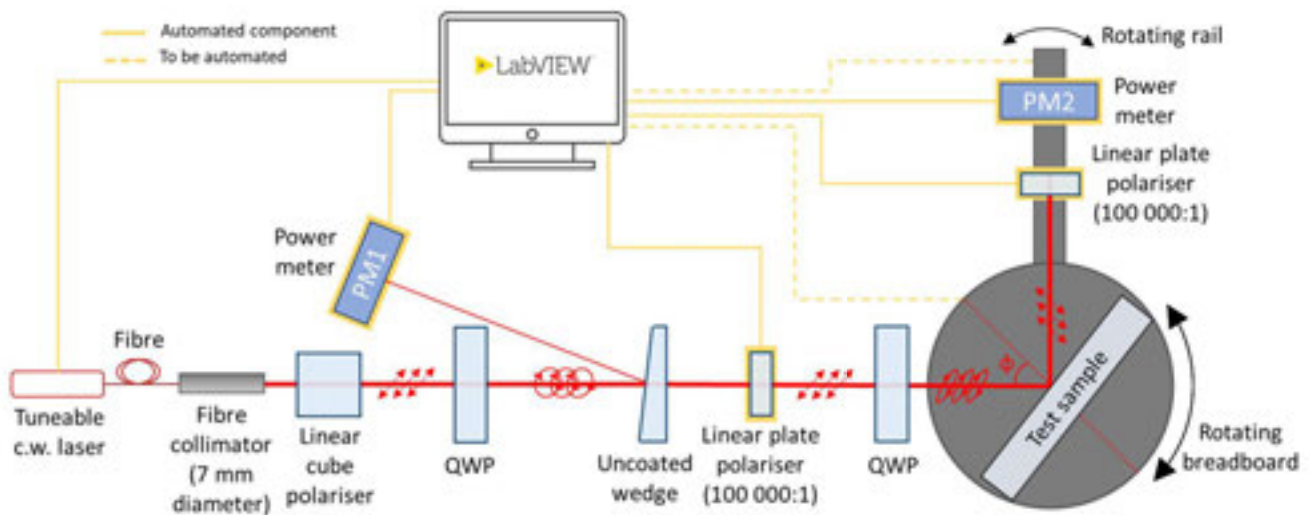 Automated component
To be automated
LabVIEW
Rotating rail
PM2
Power
meter
Linear plate
polariser
(100 000:1)
Power
meter
PM1
Fibre
Tuneable
c.w. laser
Fibre
collimator
(7 mm
diameter)
Linear
cube
polariser
QWP
Uncoated
wedge
Linear plate
polariser
(100 000:1)
QWP
ϕ
Test sample
Rotating
breadboard